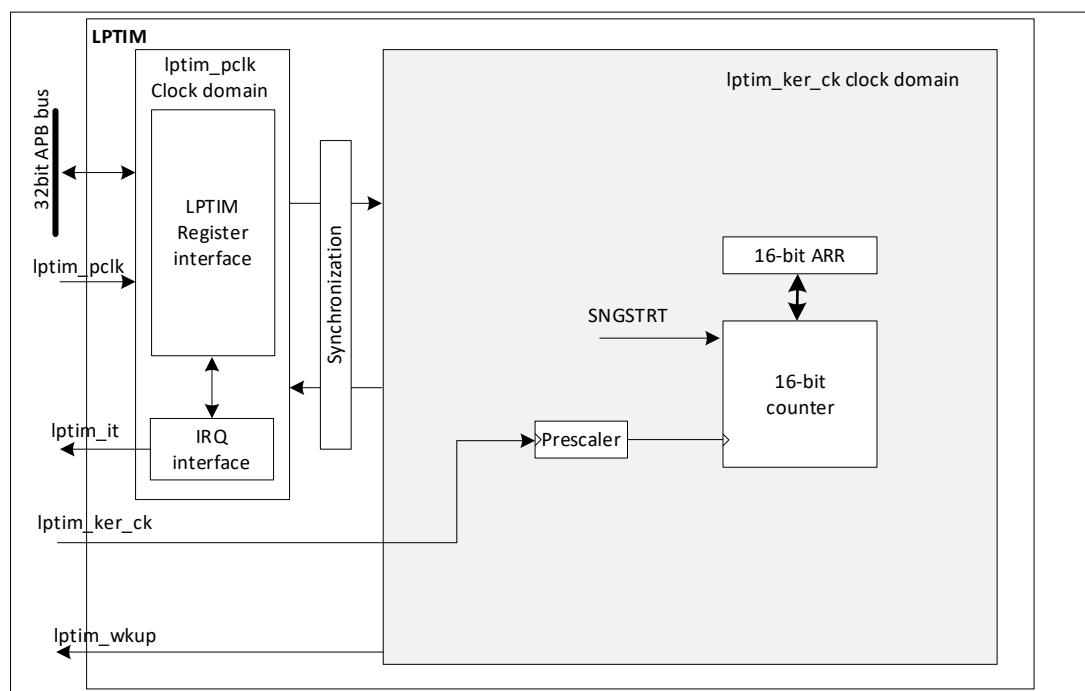 LPTIM
lptim_pclk
Clock domain
lptim_ker_ck clock domain
32bit APB bus
LPTIM
Register
interface
Synchronization
16-bit ARR
lptim_pclk
SNGSTRT
16-bit
counter
lptim_it
IRQ
interface
Prescaler
lptim_ker_ck
lptim_wkup